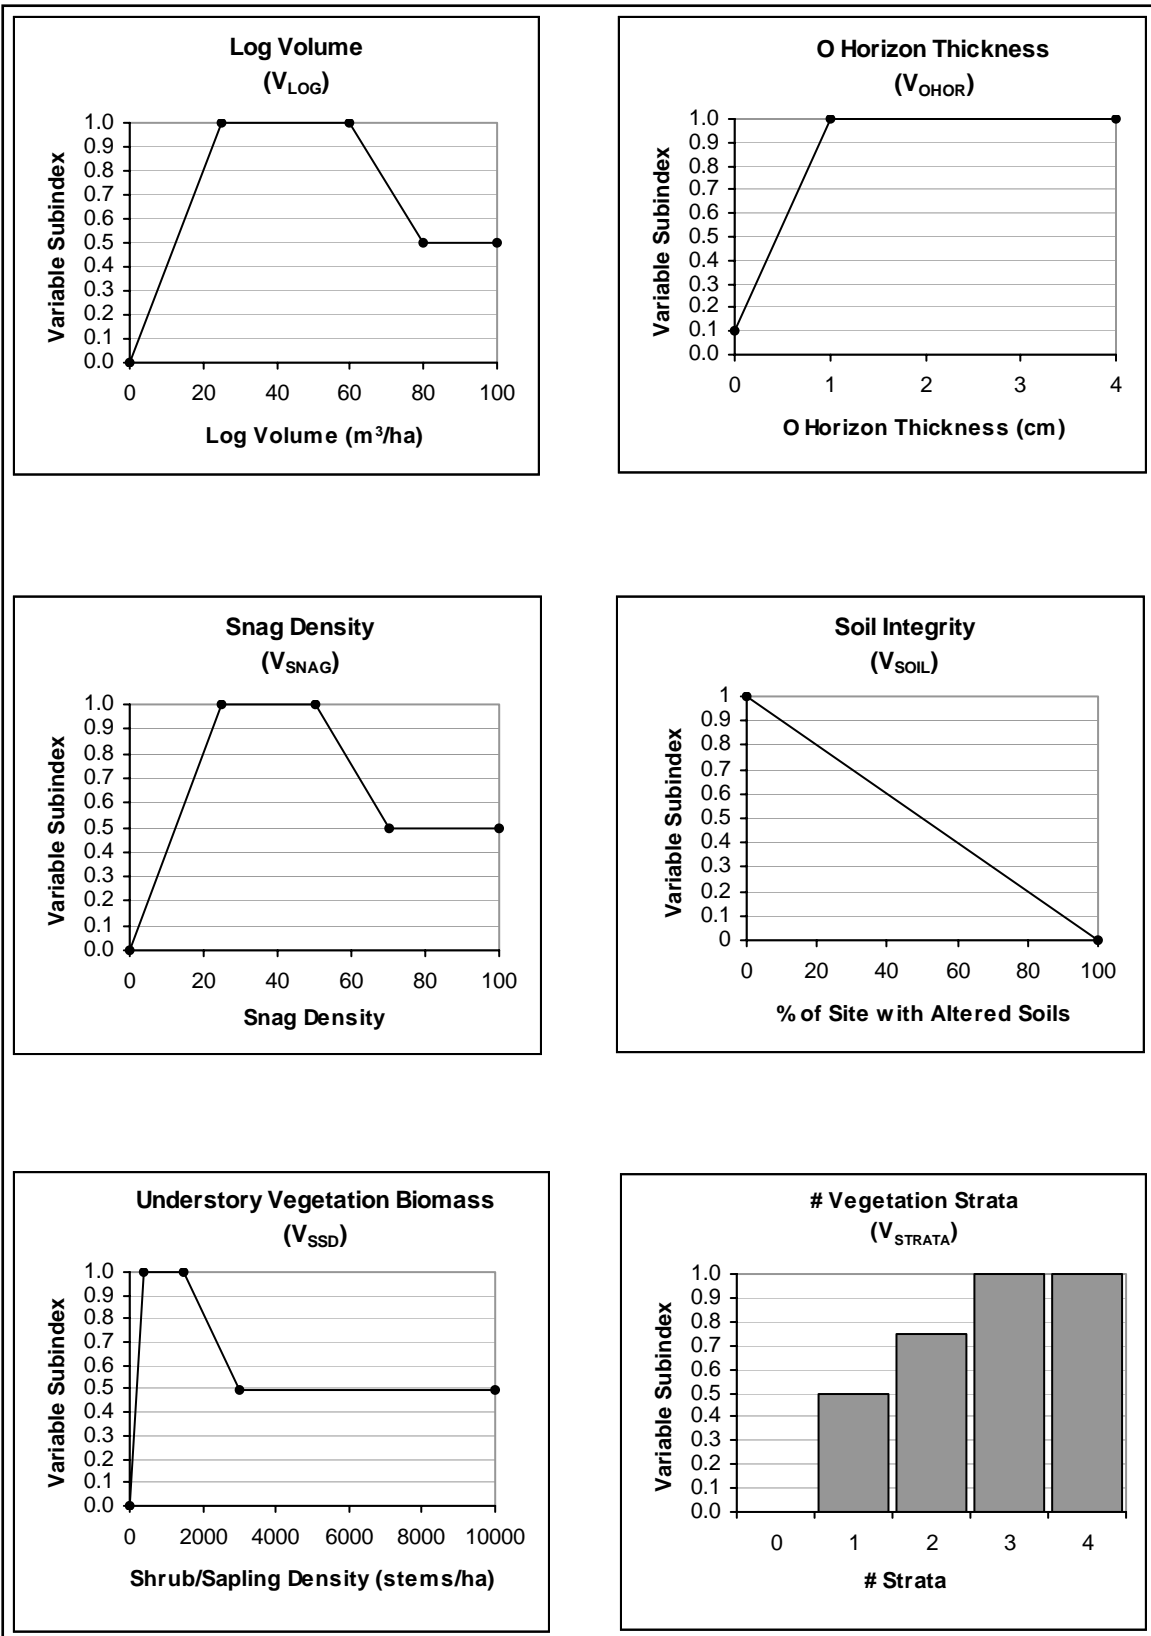 Log Volume
(V_LOG)
1.0
0.9
0.8
0.7
0.6
0.5
0.4
0.3
0.2
0.1
0.0
Variable Subindex
0 20 40 60 80 100
Log Volume (m³/ha)
O Horizon Thickness
(V_OHOR)
1.0
0.9
0.8
0.7
0.6
0.5
0.4
0.3
0.2
0.1
0.0
Variable Subindex
0 1 2 3 4
O Horizon Thickness (cm)
Snag Density
(V_SNAG)
1.0
0.9
0.8
0.7
0.6
0.5
0.4
0.3
0.2
0.1
0.0
Variable Subindex
0 20 40 60 80 100
Snag Density
Soil Integrity
(V_SOIL)
1
0.9
0.8
0.7
0.6
0.5
0.4
0.3
0.2
0.1
0
Variable Subindex
0 20 40 60 80 100
% of Site with Altered Soils
Understory Vegetation Biomass
(V_SSD)
1.0
0.9
0.8
0.7
0.6
0.5
0.4
0.3
0.2
0.1
0.0
Variable Subindex
0 2000 4000 6000 8000 10000
Shrub/Sapling Density (stems/ha)
# Vegetation Strata
(V_STRATA)
1.0
0.9
0.8
0.7
0.6
0.5
0.4
0.3
0.2
0.1
0.0
Variable Subindex
0 1 2 3 4
# Strata